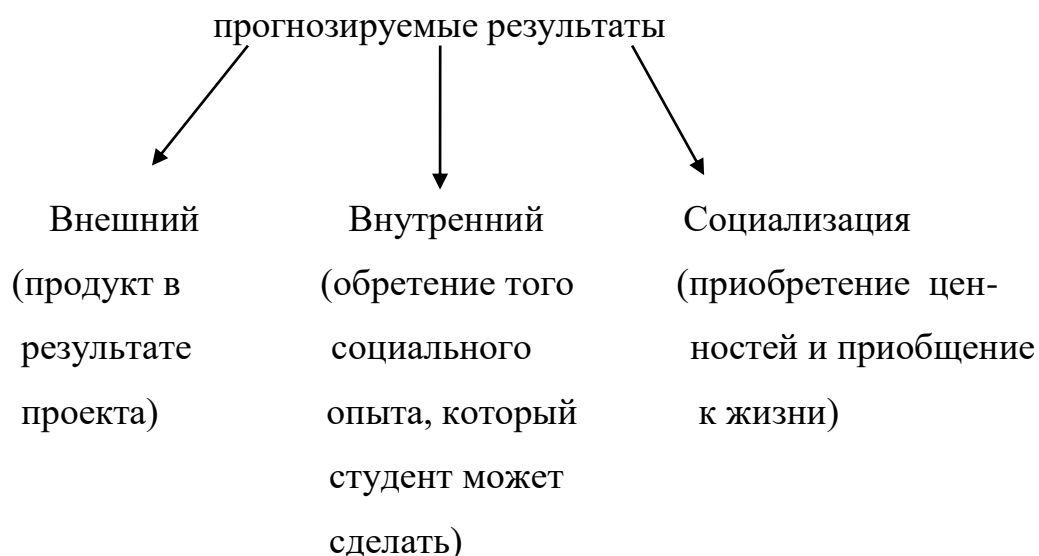 прогнозируемые результаты
Внешний Внутренний Социализация
(продукт в (обретение того (приобретение цен-
результате социального ностей и приобщение
проекта) опыта, который к жизни)
студент может
сделать)